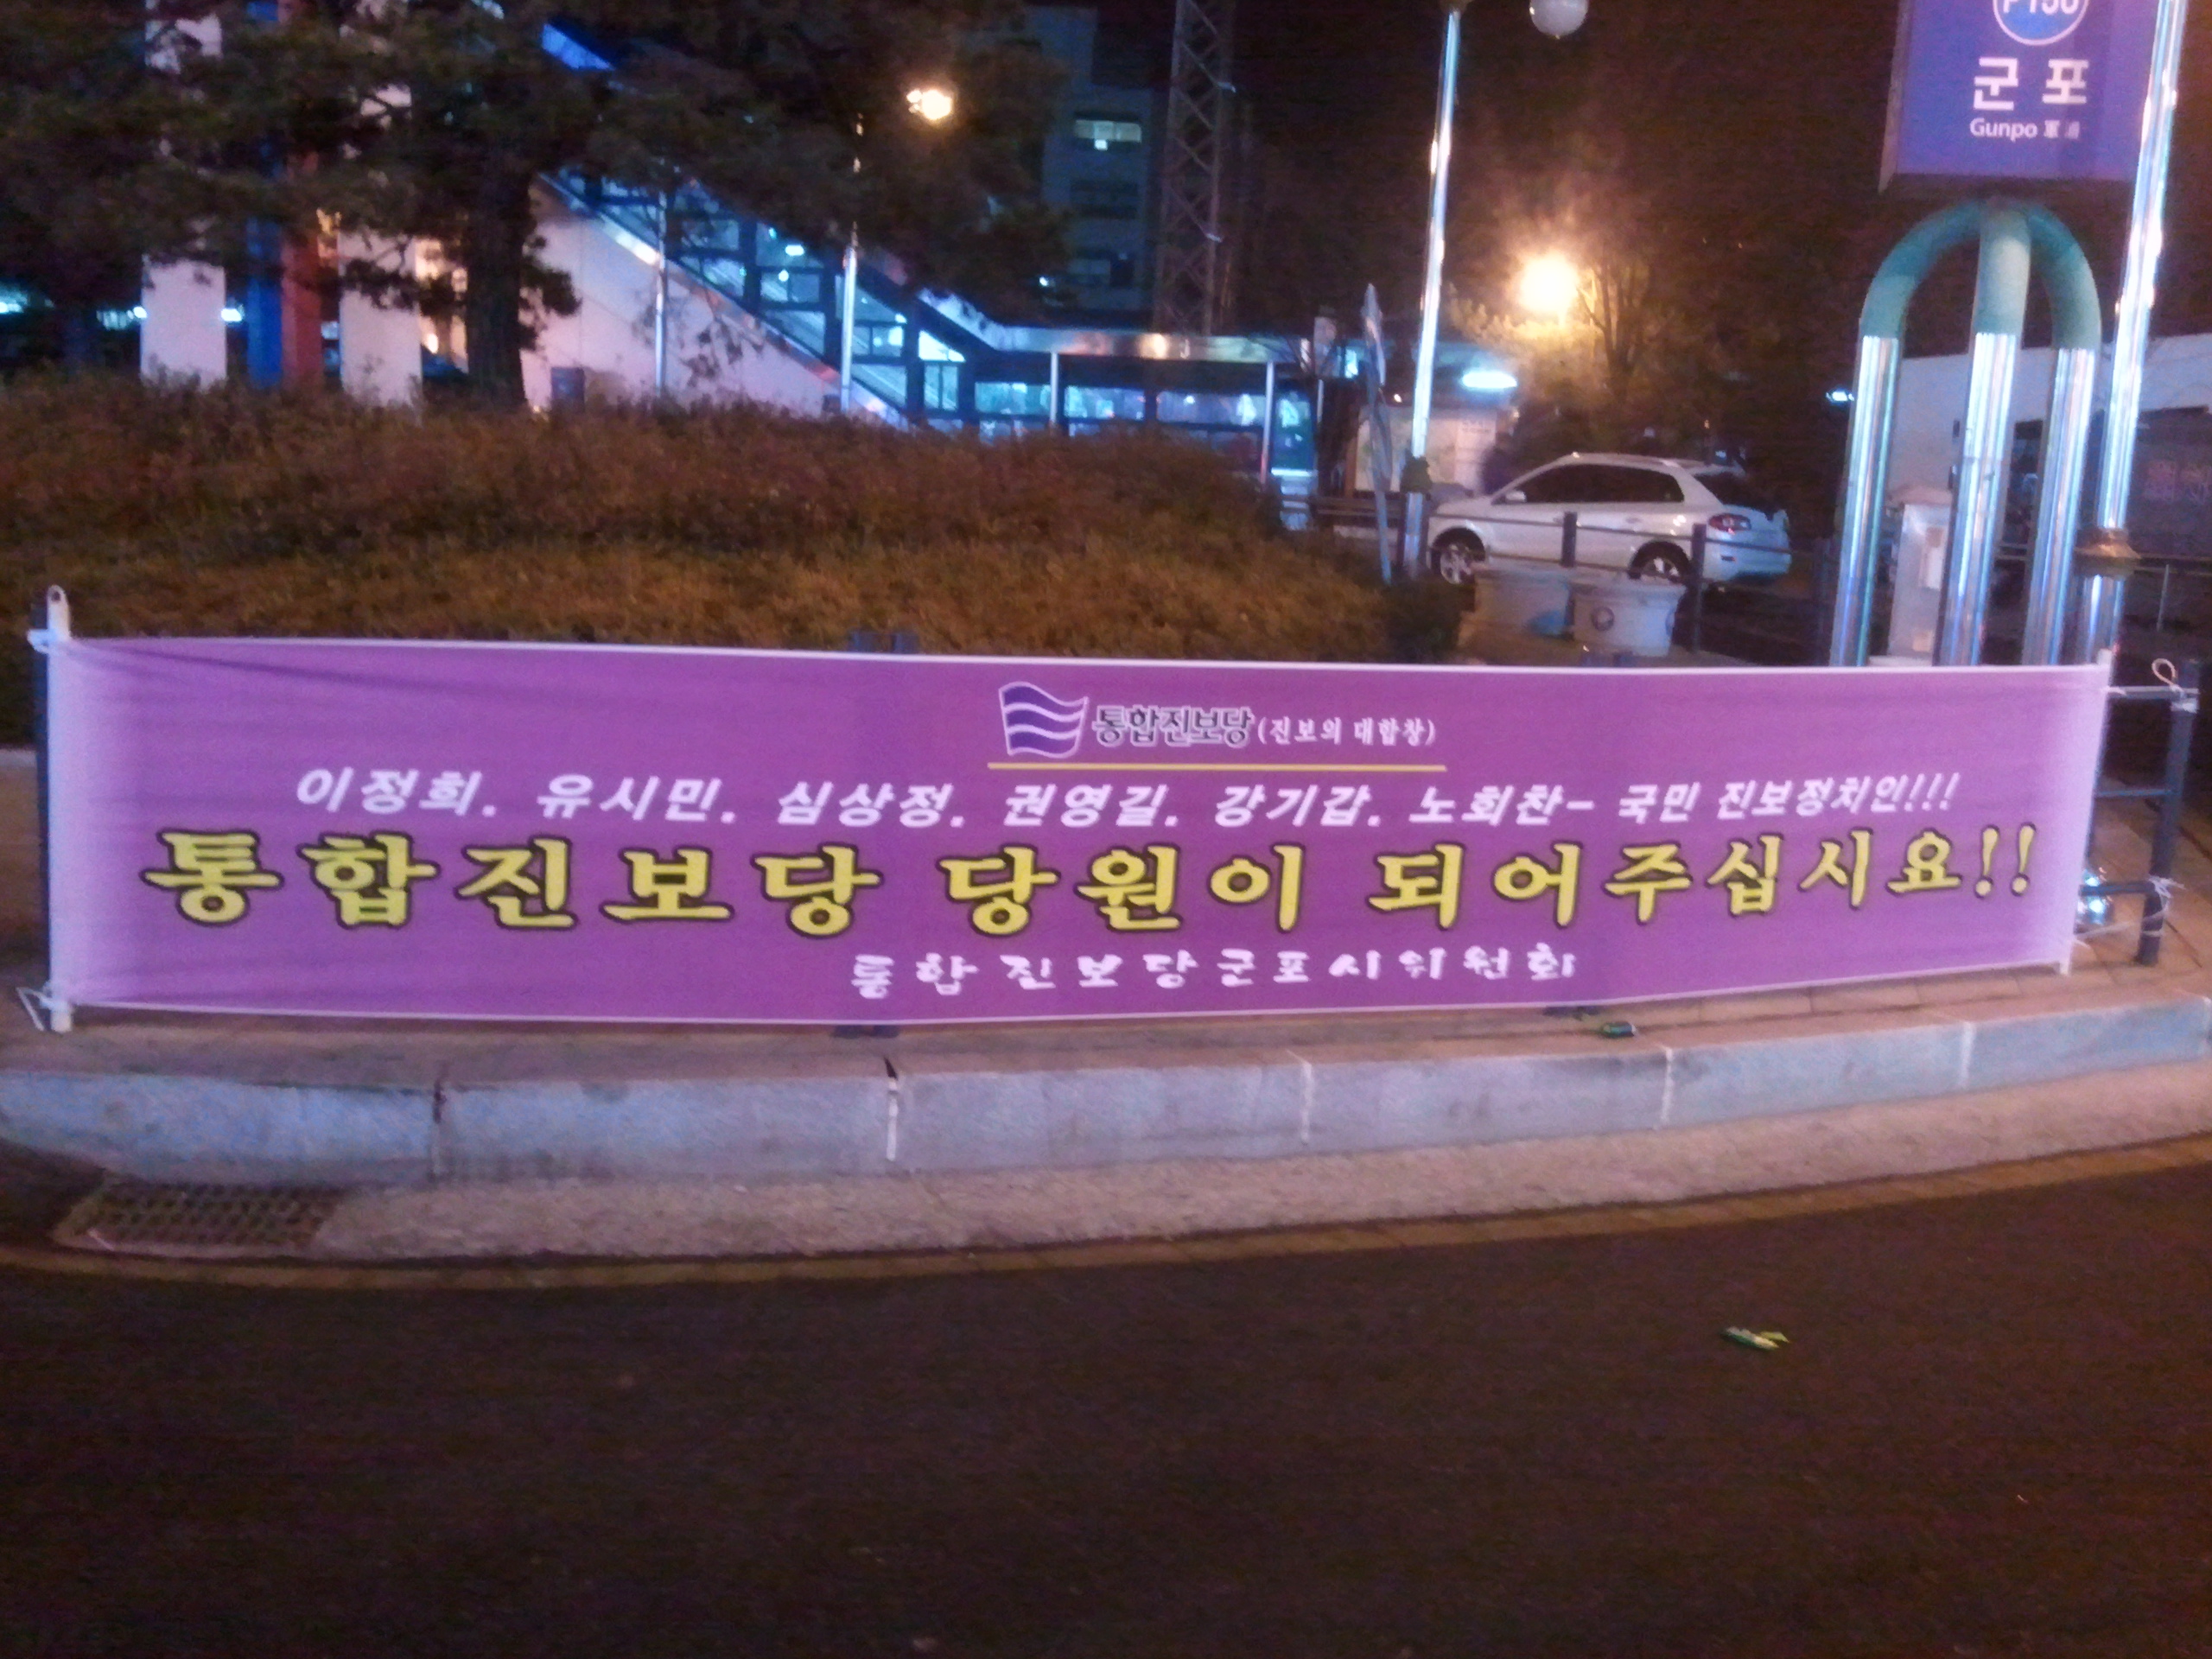 P150
군포
Gunpo 軍浦
통합진보당(진보의 대합창)
이정희. 유시민. 심상정. 권영길. 강기갑. 노회찬- 국민 진보정치인!!!
통합진보당 당원이 되어주십시요!!
통합진보당군포시위원회